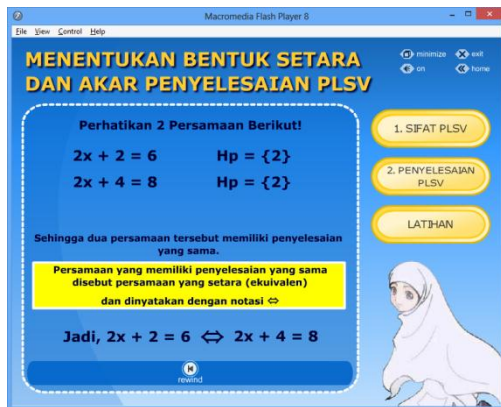 Macromedia Flash Player 8
File View Control Help
MENENTUKAN BENTUK SETARA
DAN AKAR PENYELESAIAN PLSV
minimize exit
on home
Perhatikan 2 Persamaan Berikut!
2x + 2 = 6 Hp = {2}
2x + 4 = 8 Hp = {2}
Sehingga dua persamaan tersebut memiliki penyelesaian
yang sama.
Persamaan yang memiliki penyelesaian yang sama
disebut persamaan yang setara (ekuivalen)
dan dinyatakan dengan notasi ⇔
Jadi, 2x + 2 = 6 ⇔ 2x + 4 = 8
rewind
1. SIFAT PLSV
2. PENYELESAIAN
PLSV
LATIHAN